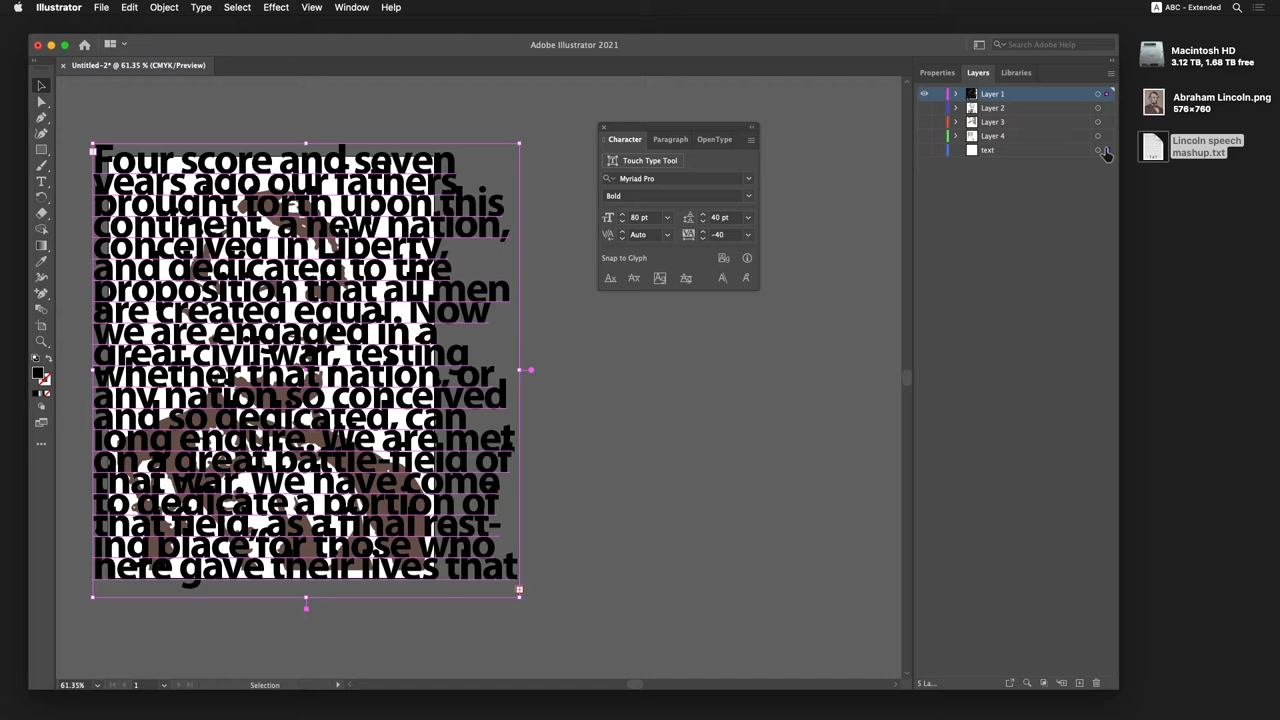 Illustrator File Edit Object Type Select Effect View Window Help
A ABC - Extended
Adobe Illustrator 2021
Search Adobe Help
× Untitled-2* @ 61.35 % (CMYK/Preview)
Four score and seven
years ago our fathers
brought forth upon this
continent, a new nation,
conceived in Liberty,
and dedicated to the
proposition that all men
are created equal. Now
we are engaged in a
great civil war, testing
whether that nation, or
any nation so conceived
and so dedicated, can
long endure. We are met
on a great battle-field of
that war. We have come
to dedicate a portion of
that field, as a final rest-
ing place for those who
here gave their lives that
Character Paragraph OpenType
Touch Type Tool
Myriad Pro
Bold
80 pt 40 pt
Auto -40
Snap to Glyph
Properties Layers Libraries
Layer 1
Layer 2
Layer 3
Layer 4
text
Macintosh HD
3.12 TB, 1.68 TB free
Abraham Lincoln.png
576×760
TXT
Lincoln speech
mashup.txt
61.35% 1 Selection
5 La...